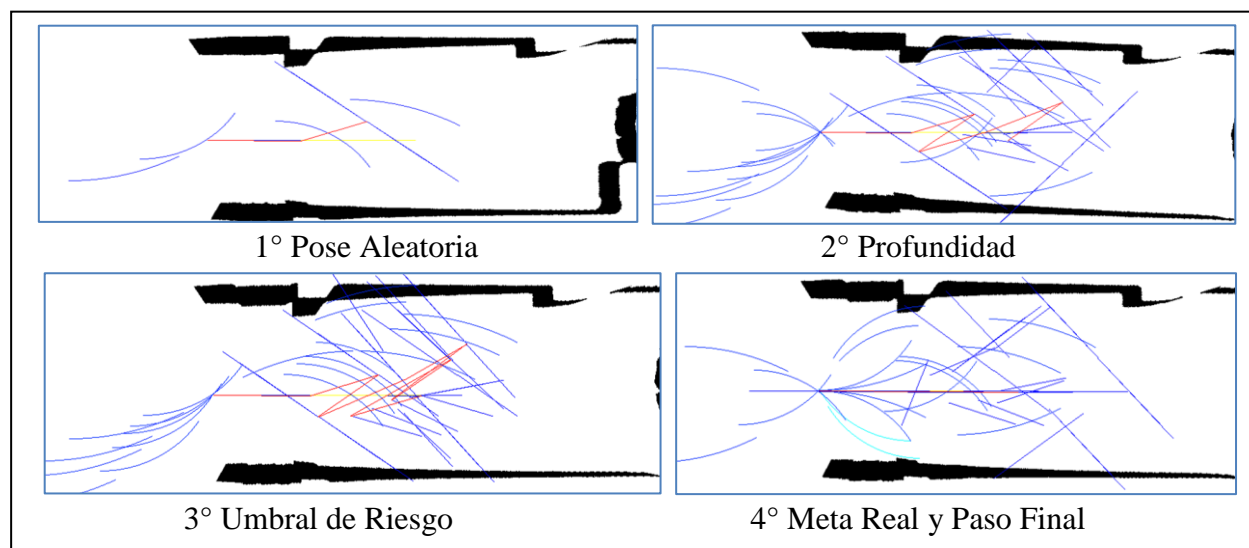 1° Pose Aleatoria
2° Profundidad
3° Umbral de Riesgo
4° Meta Real y Paso Final